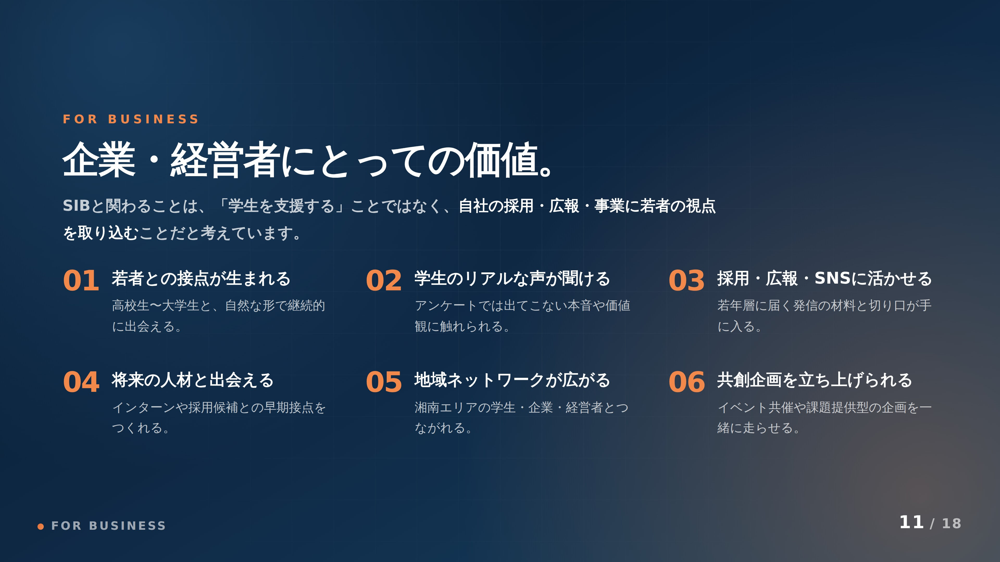 FOR BUSINESS
企業・経営者にとっての価値。
SIBと関わることは、「学生を支援する」ことではなく、自社の採用・広報・事業に若者の視点
を取り込むことだと考えています。
01 若者との接点が生まれる
高校生〜大学生と、自然な形で継続的
に出会える。
02 学生のリアルな声が聞ける
アンケートでは出てこない本音や価値
観に触れられる。
03 採用・広報・SNSに活かせる
若年層に届く発信の材料と切り口が手
に入る。
04 将来の人材と出会える
インターンや採用候補との早期接点を
つくれる。
05 地域ネットワークが広がる
湘南エリアの学生・企業・経営者とつ
ながれる。
06 共創企画を立ち上げられる
イベント共催や課題提供型の企画を一
緒に走らせる。
FOR BUSINESS
11 / 18